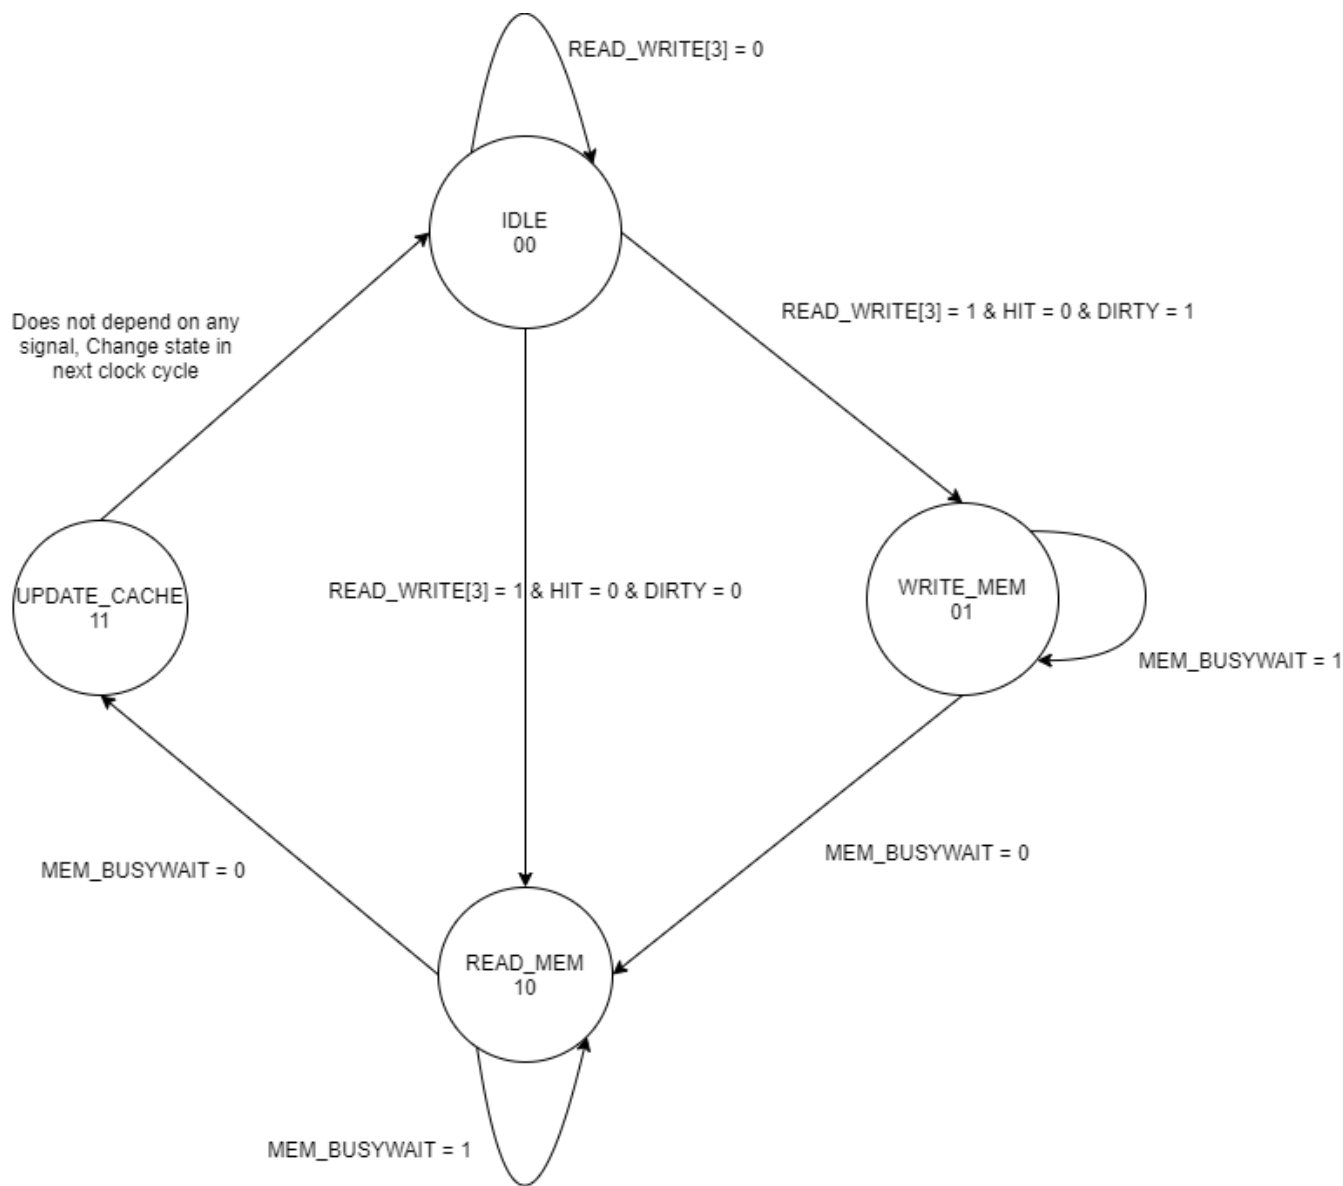 READ_WRITE[3] = 0
IDLE
00
READ_WRITE[3] = 1 & HIT = 0 & DIRTY = 1
Does not depend on any
signal, Change state in
next clock cycle
READ_WRITE[3] = 1 & HIT = 0 & DIRTY = 0
UPDATE_CACHE
11
WRITE_MEM
01
MEM_BUSYWAIT = 1
MEM_BUSYWAIT = 0
MEM_BUSYWAIT = 0
READ_MEM
10
MEM_BUSYWAIT = 1